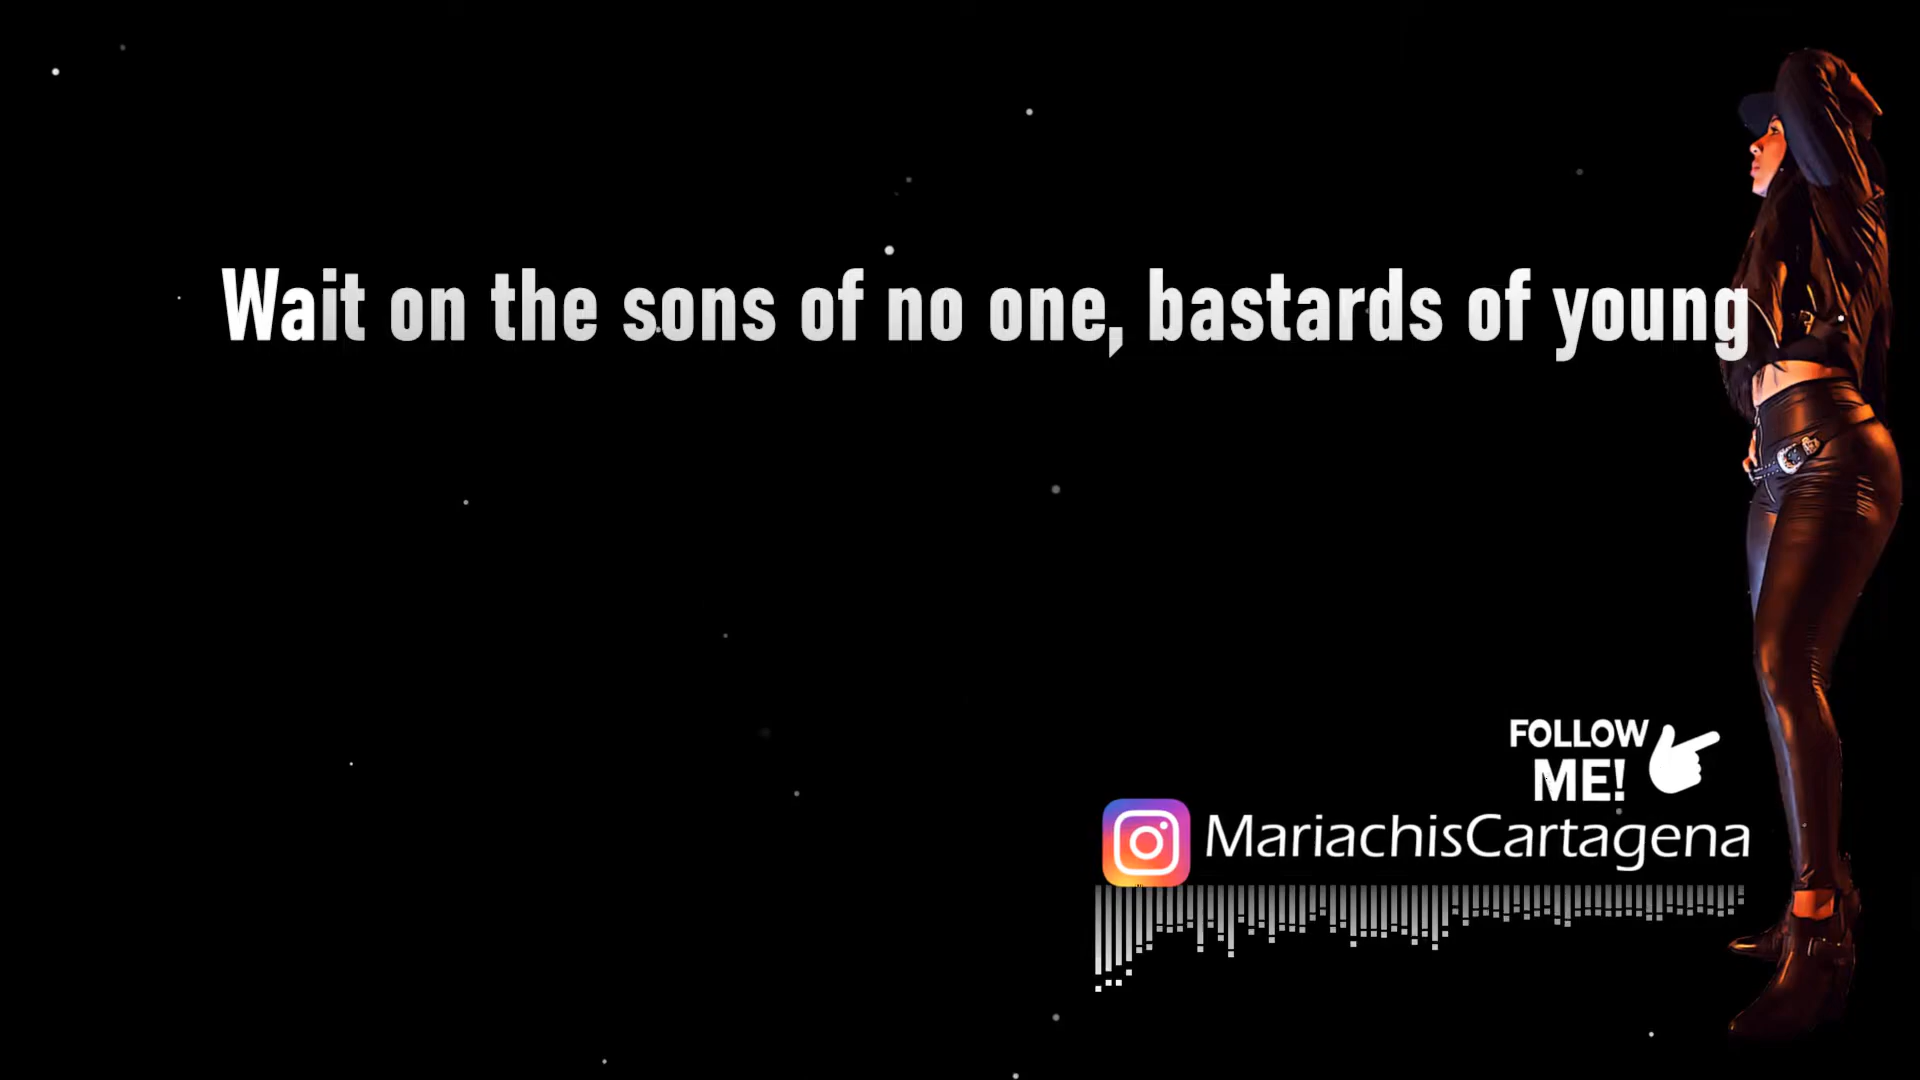 Wait on the sons of no one, bastards of young
FOLLOW
ME!
MariachisCartagena